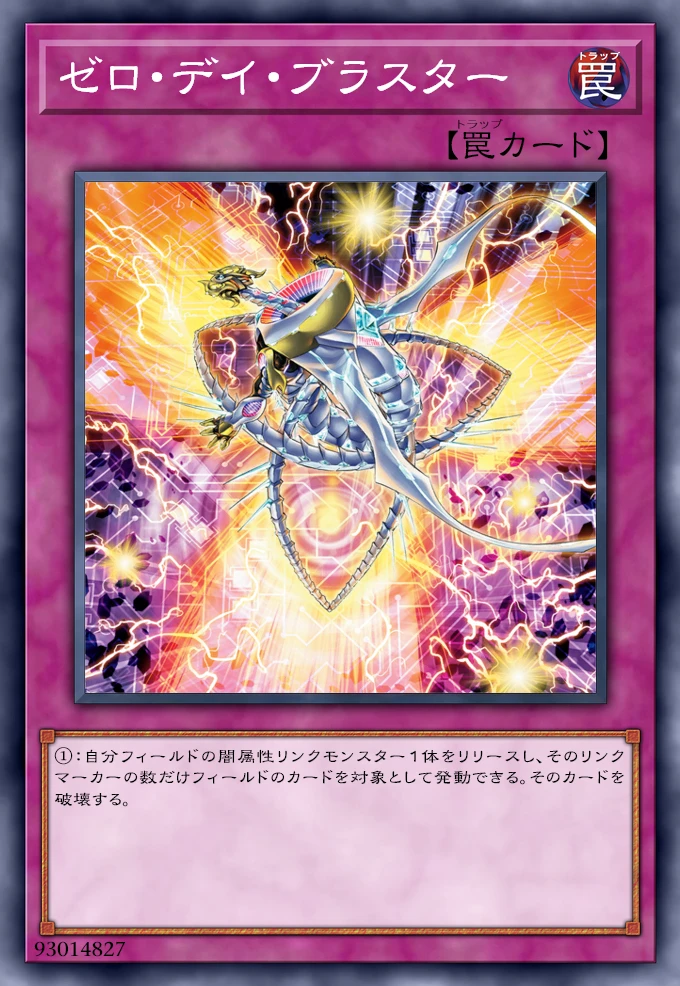 ゼロ・デイ・ブラスター
トラップ
罠
トラップ
【罠カード】
①：自分フィールドの闇属性リンクモンスター１体をリリースし、そのリンク
マーカーの数だけフィールドのカードを対象として発動できる。そのカードを
破壊する。
93014827